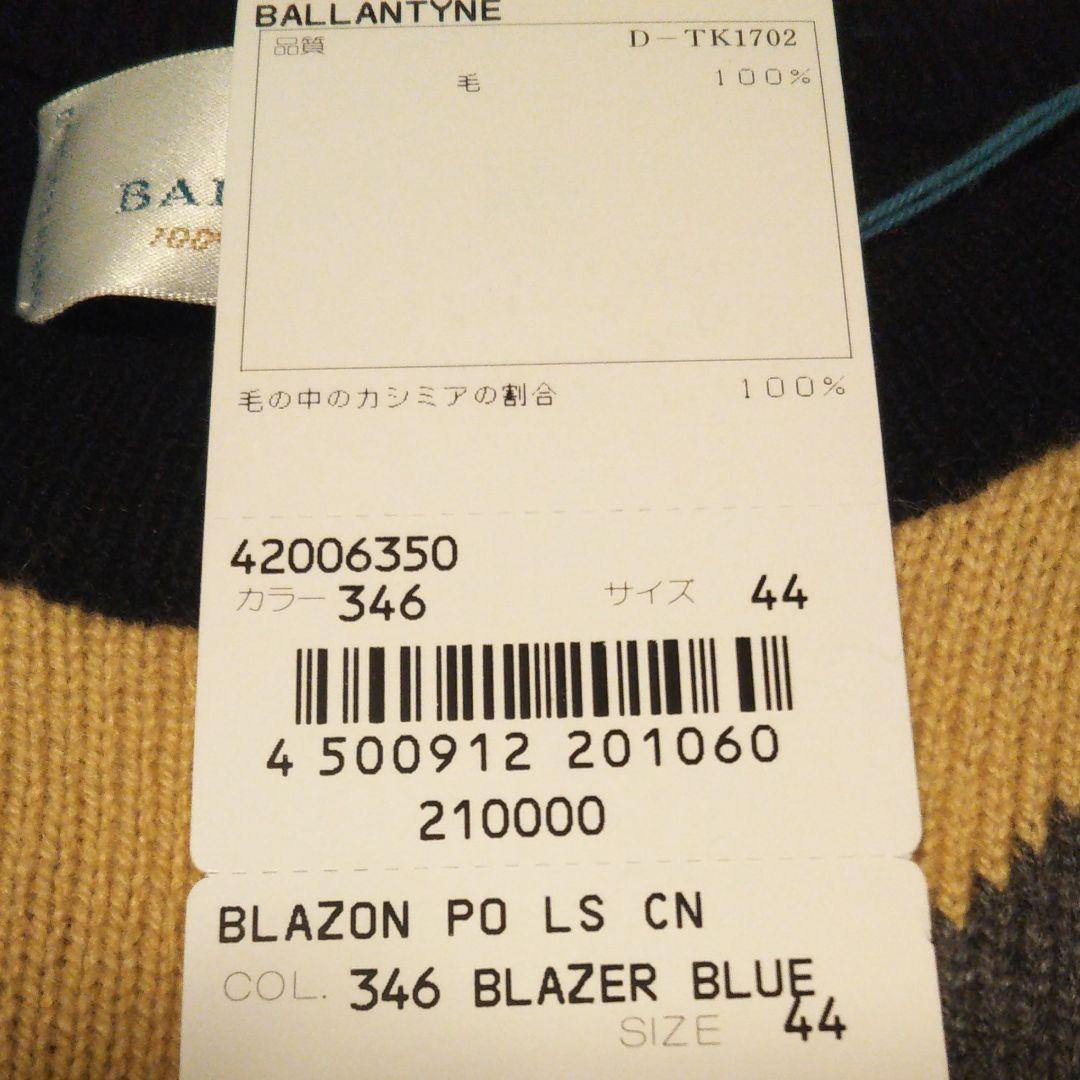 BALLANTYNE
品質 D-TK1702
毛 100%
BAL
100%
毛の中のカシミアの割合 100%
42006350
カラー 346 サイズ 44
4 500912 201060
210000
BLAZON PO LS CN
COL. 346 BLAZER BLUE
SIZE 44